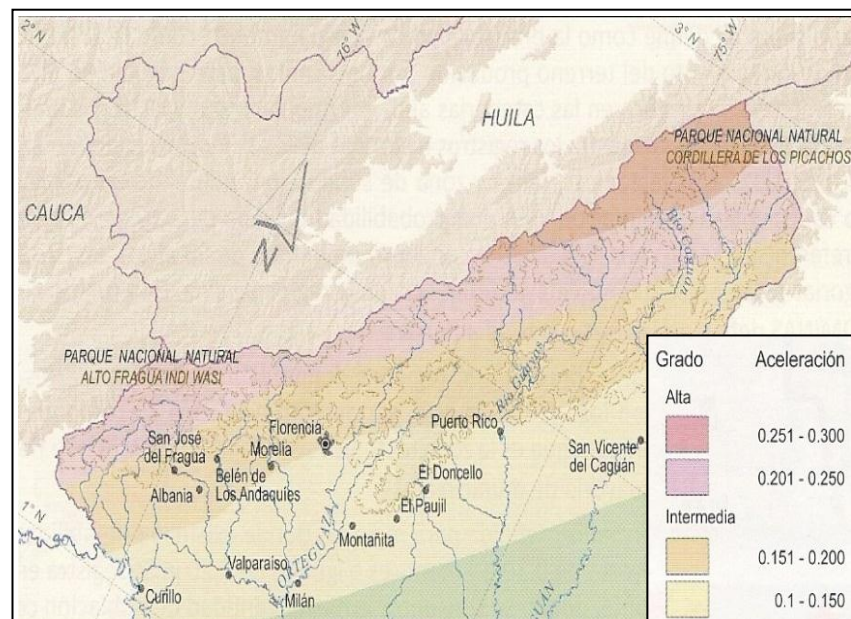 2° N
76° W
3° N
75° W
HUILA
PARQUE NACIONAL NATURAL
CORDILLERA DE LOS PICACHOS
CAUCA
N
Río Caguán
PARQUE NACIONAL NATURAL
ALTO FRAGUA INDI WASI
Río Guayas
Florencia
Puerto Rico
San José
del Fragua
Morelia
San Vicente
del Caguán
Belén de
Los Andaquíes
El Doncello
Albania
El Paujil
1° N
ORTEGUAZA
Montañita
Valparaíso
Curillo
Milán
Grado Aceleración
Alta
0.251 - 0.300
0.201 - 0.250
Intermedia
0.151 - 0.200
0.1 - 0.150